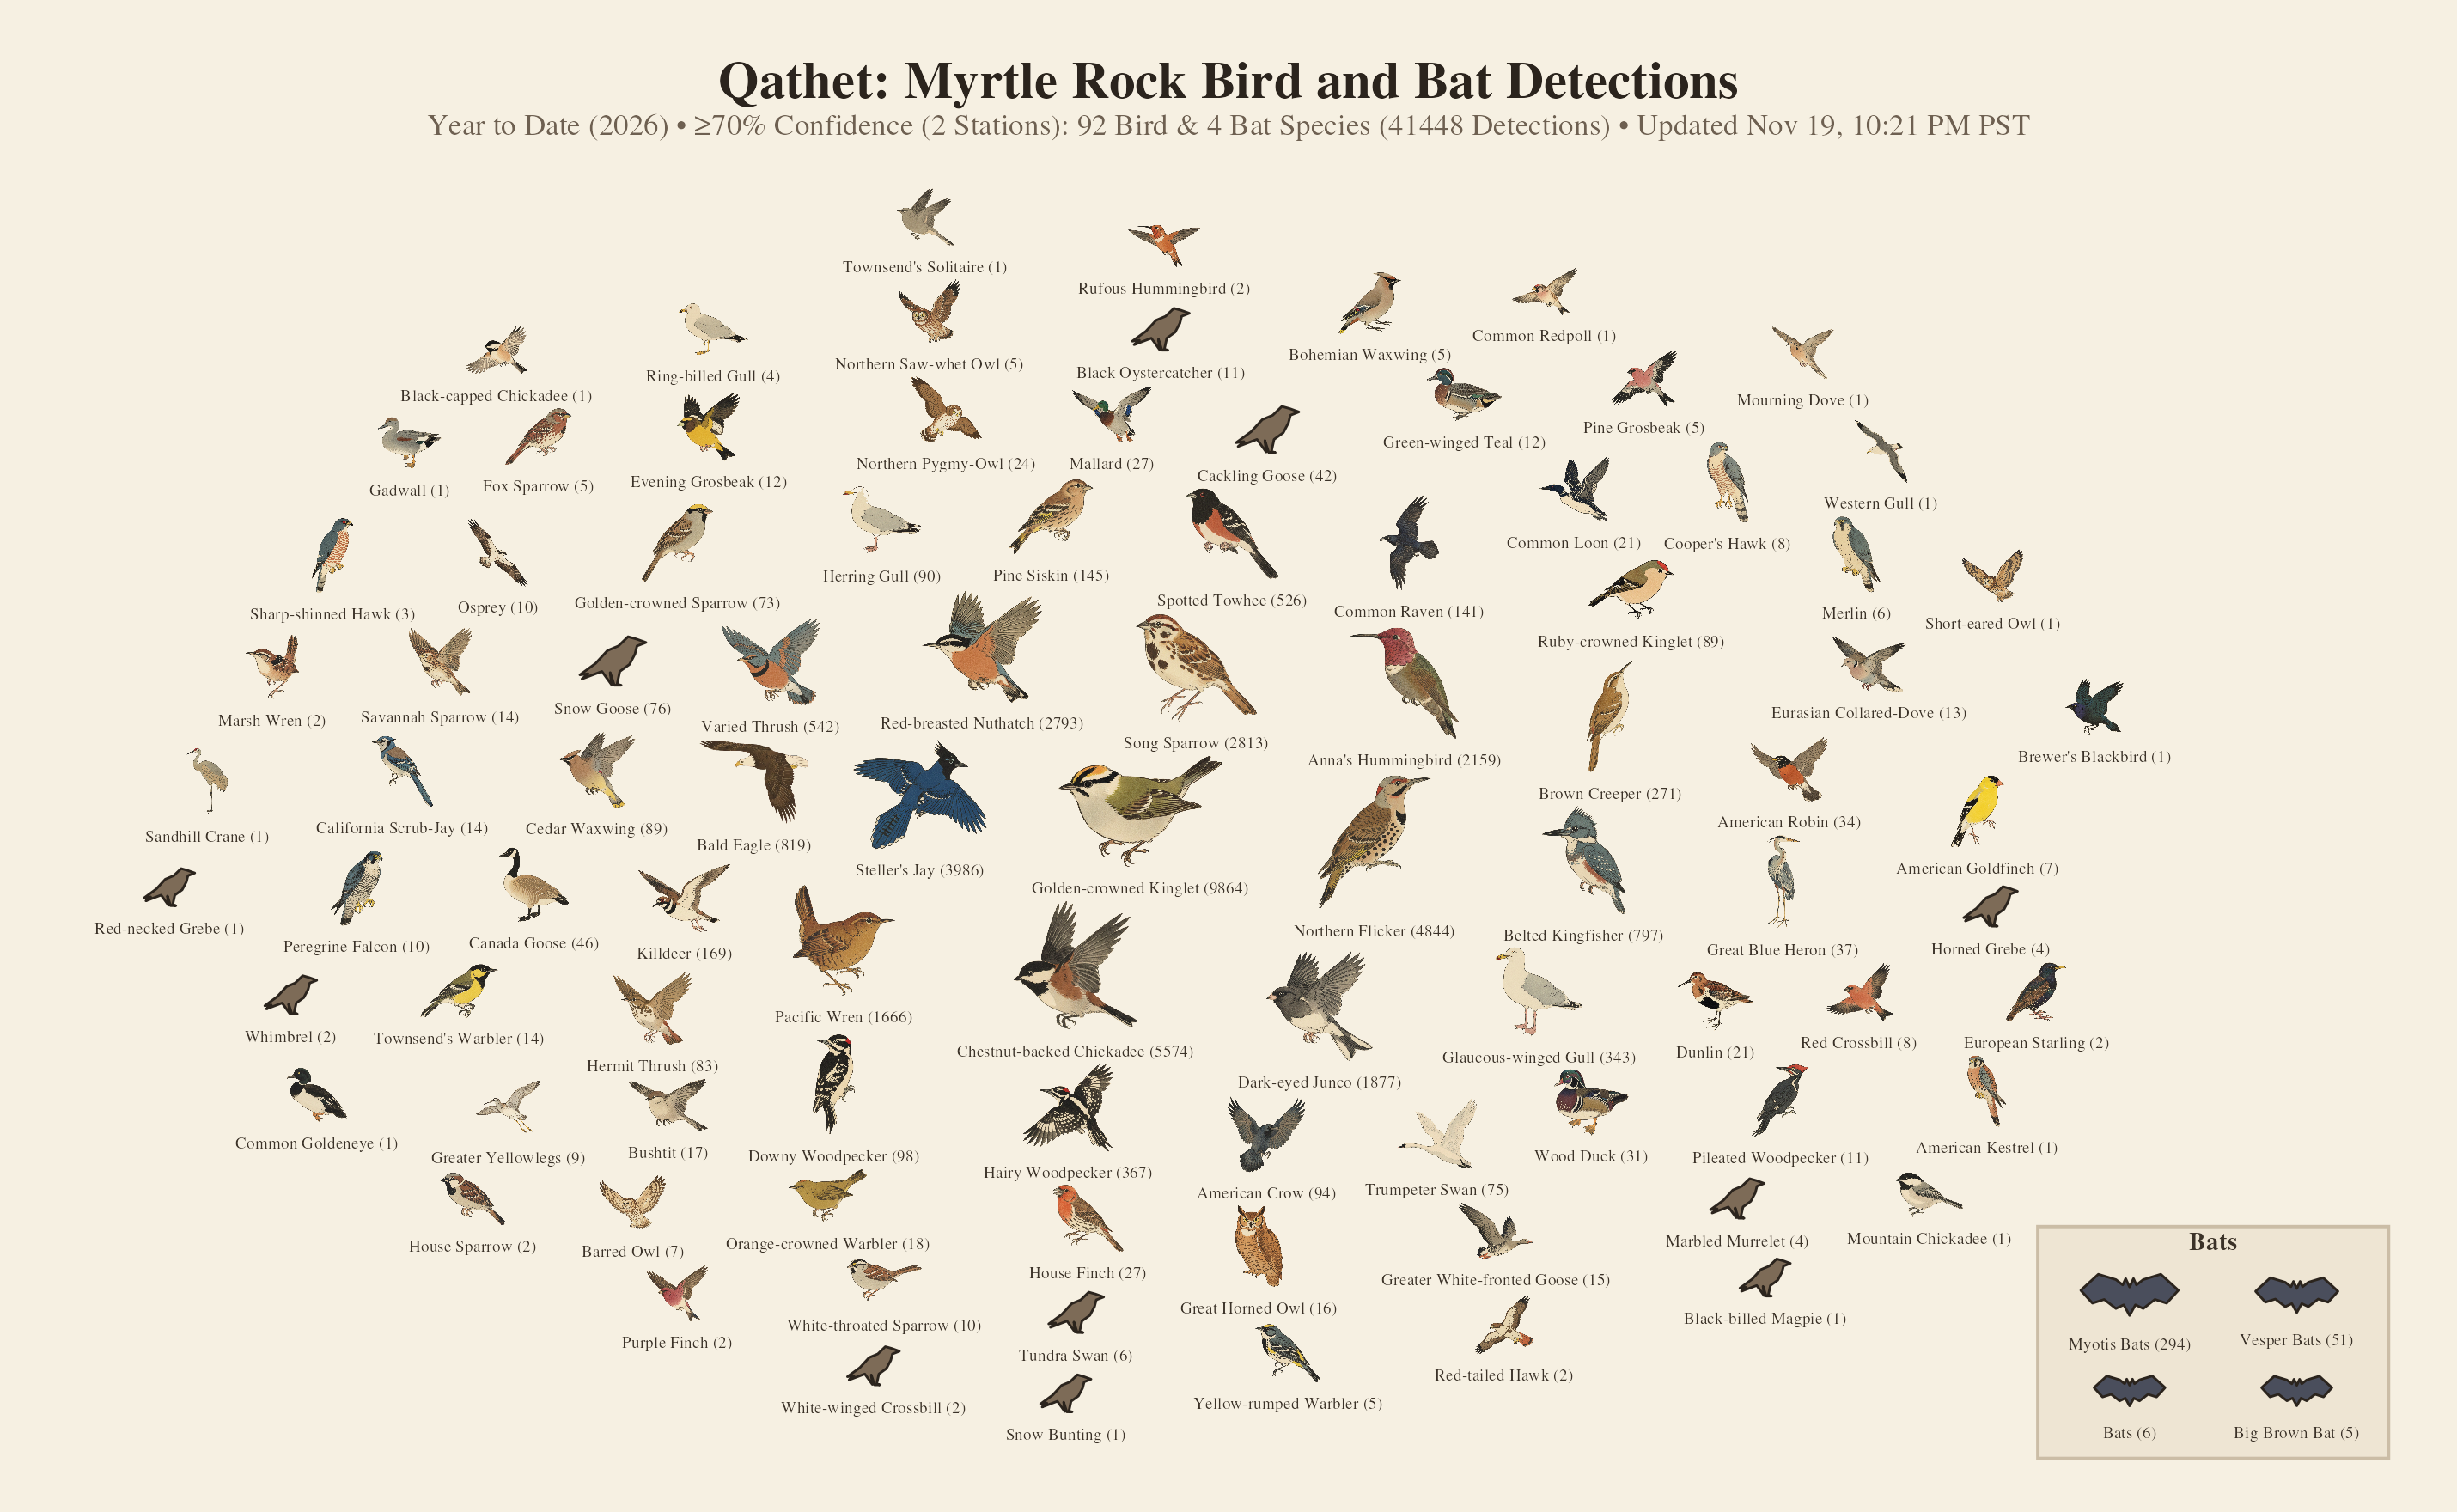 Qathet: Myrtle Rock Bird and Bat Detections
Year to Date (2026) • ≥70% Confidence (2 Stations): 92 Bird & 4 Bat Species (41448 Detections) • Updated Nov 19, 10:21 PM PST
Townsend's Solitaire (1)
Rufous Hummingbird (2)
Common Redpoll (1)
Bohemian Waxwing (5)
Northern Saw-whet Owl (5)
Black Oystercatcher (11)
Ring-billed Gull (4)
Black-capped Chickadee (1)
Mourning Dove (1)
Pine Grosbeak (5)
Green-winged Teal (12)
Northern Pygmy-Owl (24)
Mallard (27)
Cackling Goose (42)
Evening Grosbeak (12)
Fox Sparrow (5)
Gadwall (1)
Western Gull (1)
Common Loon (21)
Cooper's Hawk (8)
Herring Gull (90)
Pine Siskin (145)
Golden-crowned Sparrow (73)
Spotted Towhee (526)
Osprey (10)
Common Raven (141)
Sharp-shinned Hawk (3)
Merlin (6)
Short-eared Owl (1)
Ruby-crowned Kinglet (89)
Snow Goose (76)
Eurasian Collared-Dove (13)
Savannah Sparrow (14)
Marsh Wren (2)
Red-breasted Nuthatch (2793)
Varied Thrush (542)
Song Sparrow (2813)
Brewer's Blackbird (1)
Anna's Hummingbird (2159)
Brown Creeper (271)
American Robin (34)
California Scrub-Jay (14)
Cedar Waxwing (89)
Sandhill Crane (1)
Bald Eagle (819)
American Goldfinch (7)
Steller's Jay (3986)
Golden-crowned Kinglet (9864)
Red-necked Grebe (1)
Northern Flicker (4844)
Belted Kingfisher (797)
Canada Goose (46)
Peregrine Falcon (10)
Great Blue Heron (37)
Horned Grebe (4)
Killdeer (169)
Pacific Wren (1666)
Whimbrel (2)
Townsend's Warbler (14)
Red Crossbill (8)
European Starling (2)
Chestnut-backed Chickadee (5574)
Dunlin (21)
Glaucous-winged Gull (343)
Hermit Thrush (83)
Dark-eyed Junco (1877)
Common Goldeneye (1)
American Kestrel (1)
Bushtit (17)
Downy Woodpecker (98)
Wood Duck (31)
Greater Yellowlegs (9)
Pileated Woodpecker (11)
Hairy Woodpecker (367)
Trumpeter Swan (75)
American Crow (94)
Mountain Chickadee (1)
Marbled Murrelet (4)
Orange-crowned Warbler (18)
House Sparrow (2)
Barred Owl (7)
House Finch (27)
Greater White-fronted Goose (15)
Great Horned Owl (16)
Black-billed Magpie (1)
White-throated Sparrow (10)
Purple Finch (2)
Tundra Swan (6)
Red-tailed Hawk (2)
Yellow-rumped Warbler (5)
White-winged Crossbill (2)
Snow Bunting (1)
Bats
Myotis Bats (294)
Vesper Bats (51)
Bats (6)
Big Brown Bat (5)